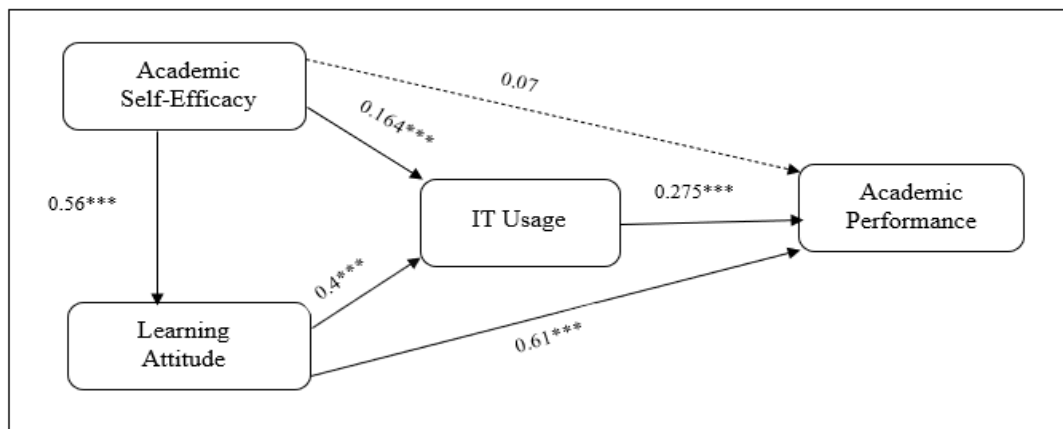 Academic
Self-Efficacy
0.07
0.164***
0.56***
IT Usage
0.275***
Academic
Performance
0.4***
Learning
Attitude
0.61***